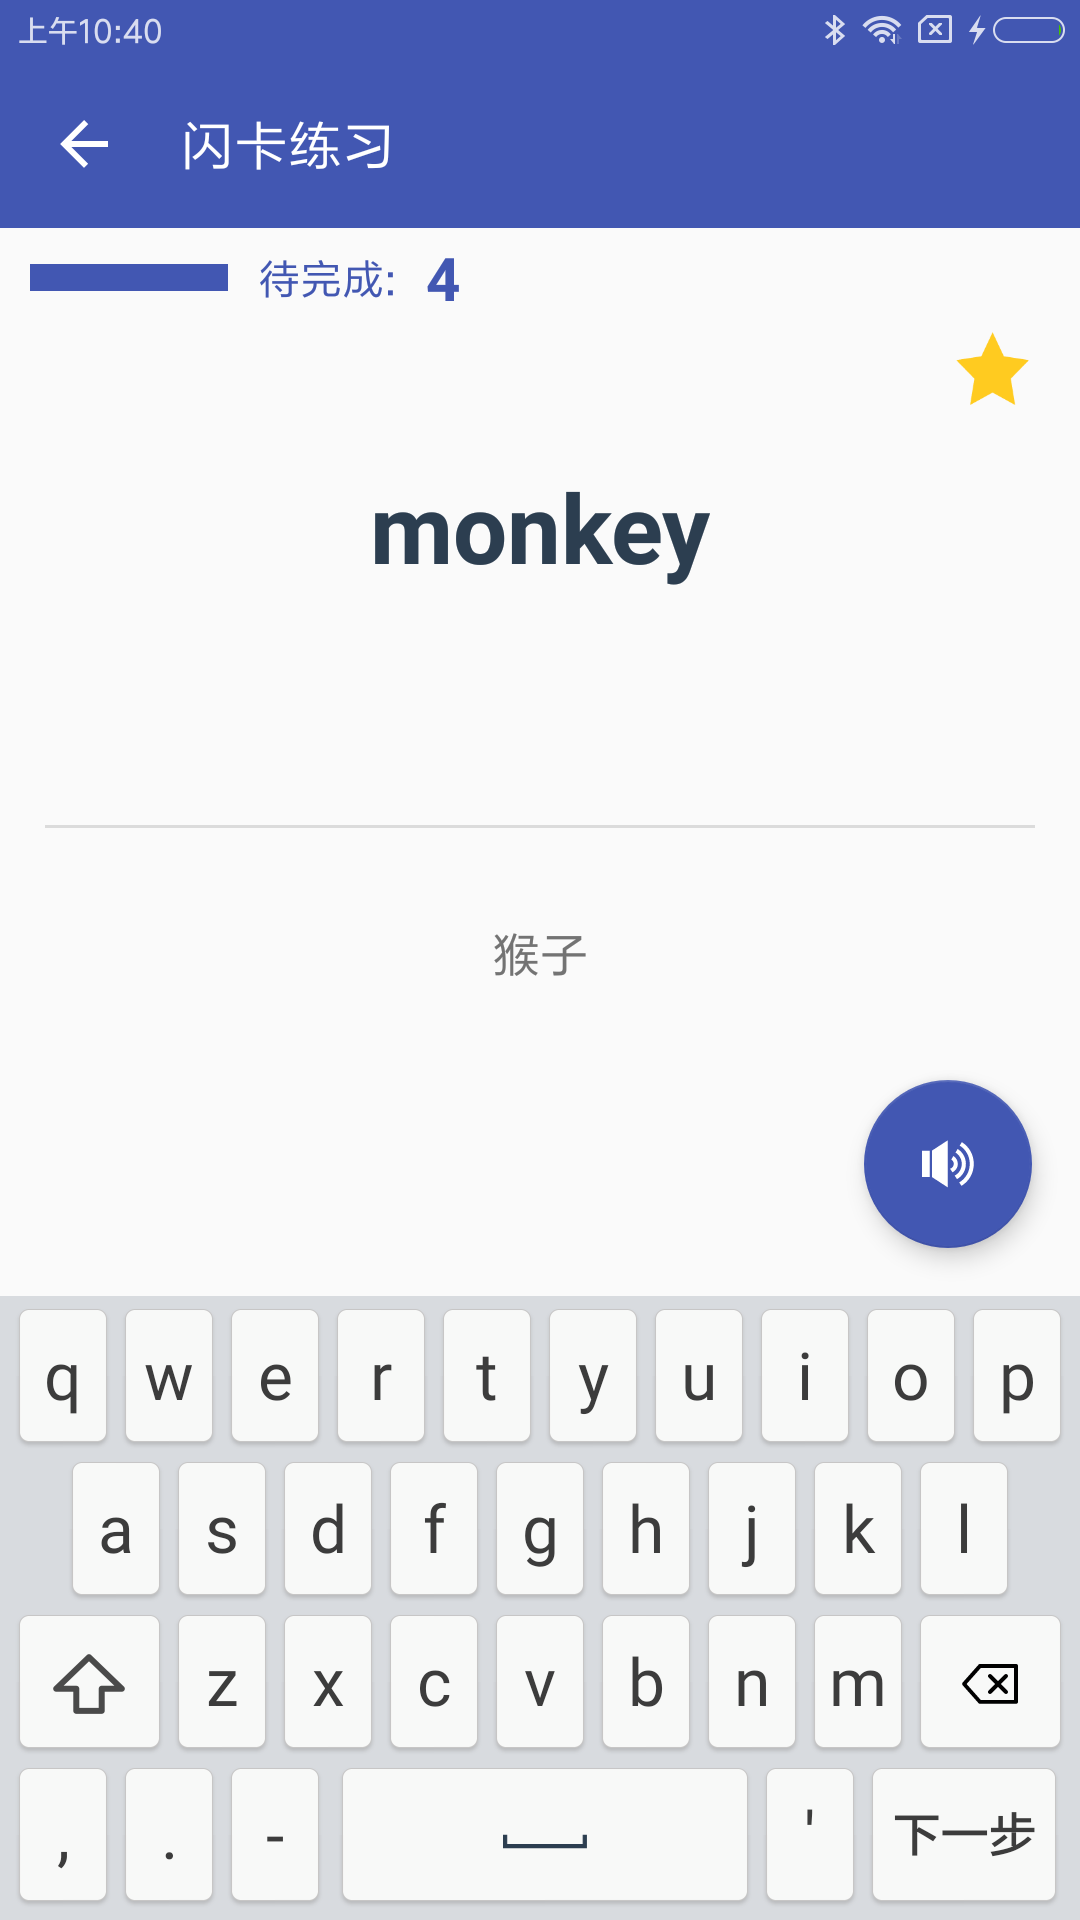 上午10:40
闪卡练习
待完成: 4
monkey
猴子
q w e r t y u i o p
a s d f g h j k l
z x c v b n m
, . - ' 下一步